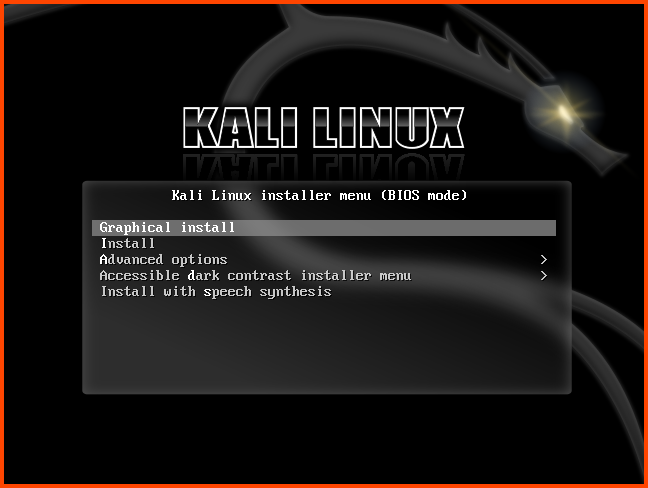 KALI LINUX
Kali Linux installer menu (BIOS mode)
Graphical install
Install
Advanced options >
Accessible dark contrast installer menu >
Install with speech synthesis